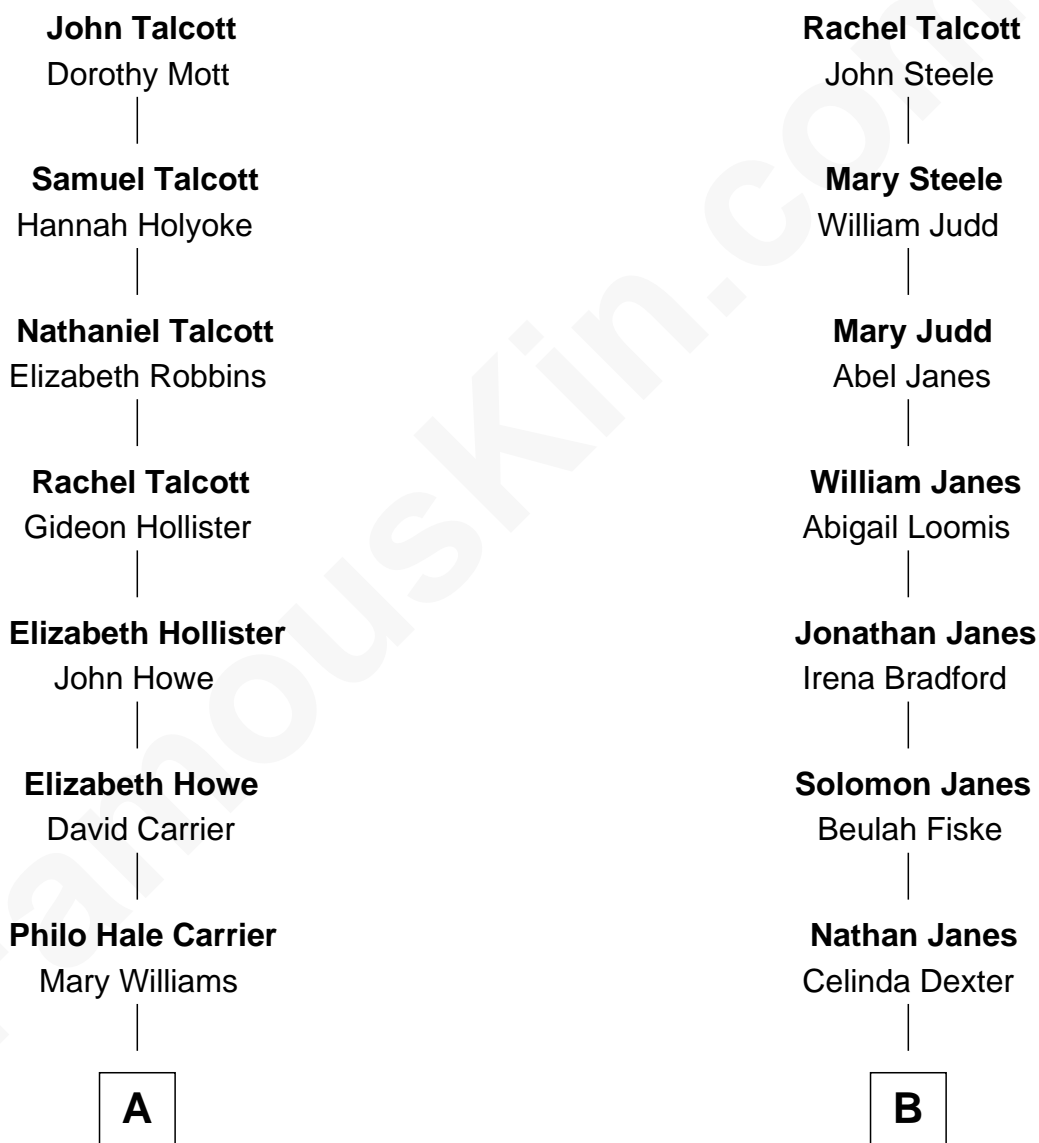 John Talcott
Dorothy Mott
Samuel Talcott
Hannah Holyoke
Nathaniel Talcott
Elizabeth Robbins
Rachel Talcott
Gideon Hollister
Elizabeth Hollister
John Howe
Elizabeth Howe
David Carrier
Philo Hale Carrier
Mary Williams
A
Rachel Talcott
John Steele
Mary Steele
William Judd
Mary Judd
Abel Janes
William Janes
Abigail Loomis
Jonathan Janes
Irena Bradford
Solomon Janes
Beulah Fiske
Nathan Janes
Celinda Dexter
B
FamousKin.com